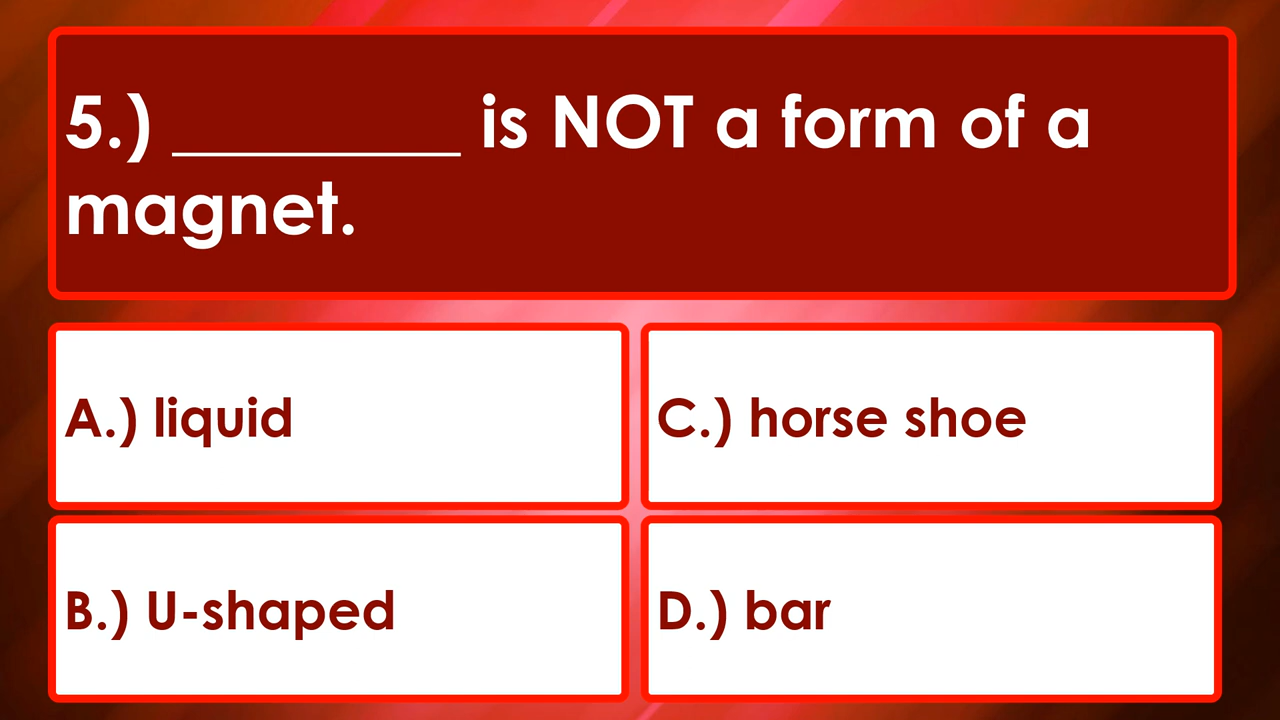 5.) _________ is NOT a form of a
magnet.
A.) liquid
C.) horse shoe
B.) U-shaped
D.) bar